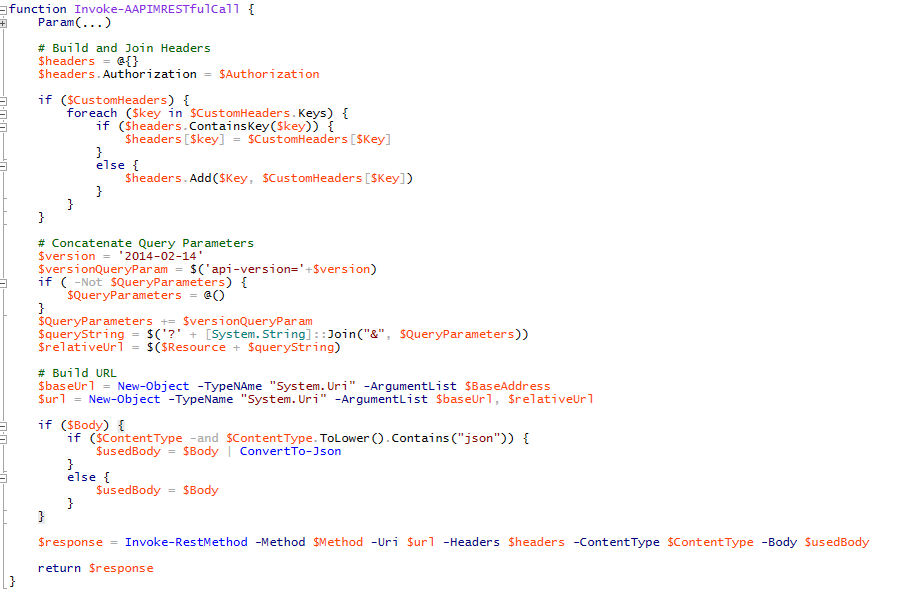 function Invoke-AAPIMRESTfulCall {
    Param(...)

    # Build and Join Headers
    $headers = @{}
    $headers.Authorization = $Authorization

    if ($CustomHeaders) {
        foreach ($key in $CustomHeaders.Keys) {
            if ($headers.ContainsKey($key)) {
                $headers[$key] = $CustomHeaders[$Key]
            }
            else {
                $headers.Add($Key, $CustomHeaders[$Key])
            }
        }
    }

    # Concatenate Query Parameters
    $version = '2014-02-14'
    $versionQueryParam = $('api-version='+$version)
    if ( -Not $QueryParameters) {
        $QueryParameters = @()
    }
    $QueryParameters += $versionQueryParam
    $queryString = $('?' + [System.String]::Join("&", $QueryParameters))
    $relativeUrl = $($Resource + $queryString)

    # Build URL
    $baseUrl = New-Object -TypeNAme "System.Uri" -ArgumentList $BaseAddress
    $url = New-Object -TypeName "System.Uri" -ArgumentList $baseUrl, $relativeUrl

    if ($Body) {
        if ($ContentType -and $ContentType.ToLower().Contains("json")) {
            $usedBody = $Body | ConvertTo-Json
        }
        else {
            $usedBody = $Body
        }
    }

    $response = Invoke-RestMethod -Method $Method -Uri $url -Headers $headers -ContentType $ContentType -Body $usedBody

    return $response
}